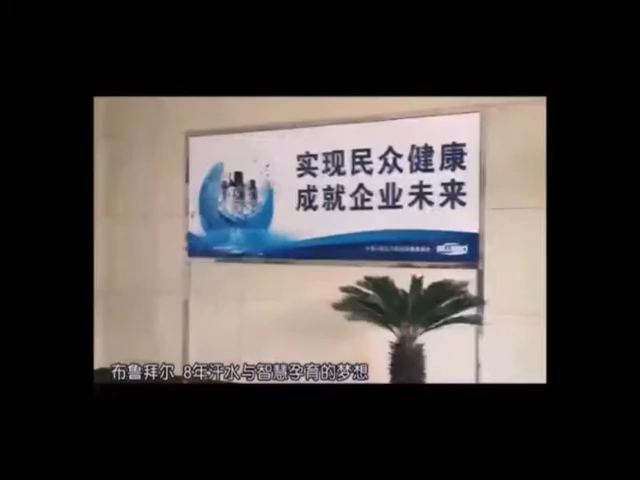 实现民众健康
成就企业未来
布鲁拜尔 8年汗水与智慧孕育的梦想